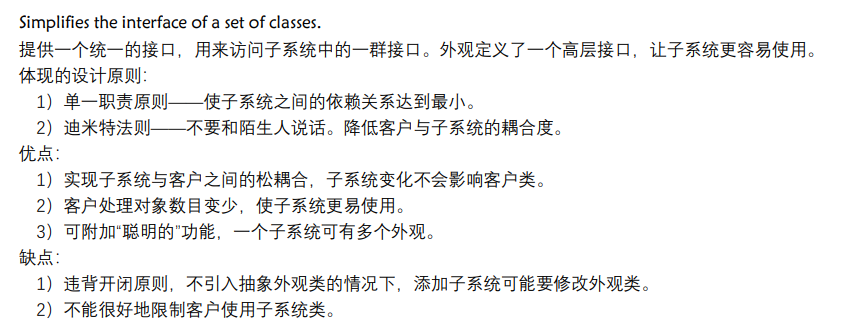 Simplifies the interface of a set of classes.
提供一个统一的接口，用来访问子系统中的一群接口。外观定义了一个高层接口，让子系统更容易使用。
体现的设计原则：
1）单一职责原则——使子系统之间的依赖关系达到最小。
2）迪米特法则——不要和陌生人说话。降低客户与子系统的耦合度。
优点：
1）实现子系统与客户之间的松耦合，子系统变化不会影响客户类。
2）客户处理对象数目变少，使子系统更易使用。
3）可附加“聪明的”功能，一个子系统可有多个外观。
缺点：
1）违背开闭原则，不引入抽象外观类的情况下，添加子系统可能要修改外观类。
2）不能很好地限制客户使用子系统类。